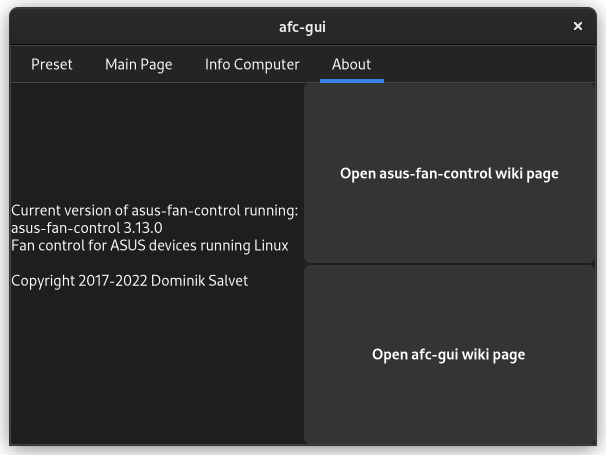 afc-gui
Preset Main Page Info Computer About
Current version of asus-fan-control running:
asus-fan-control 3.13.0
Fan control for ASUS devices running Linux
Copyright 2017-2022 Dominik Salvet
Open asus-fan-control wiki page
Open afc-gui wiki page